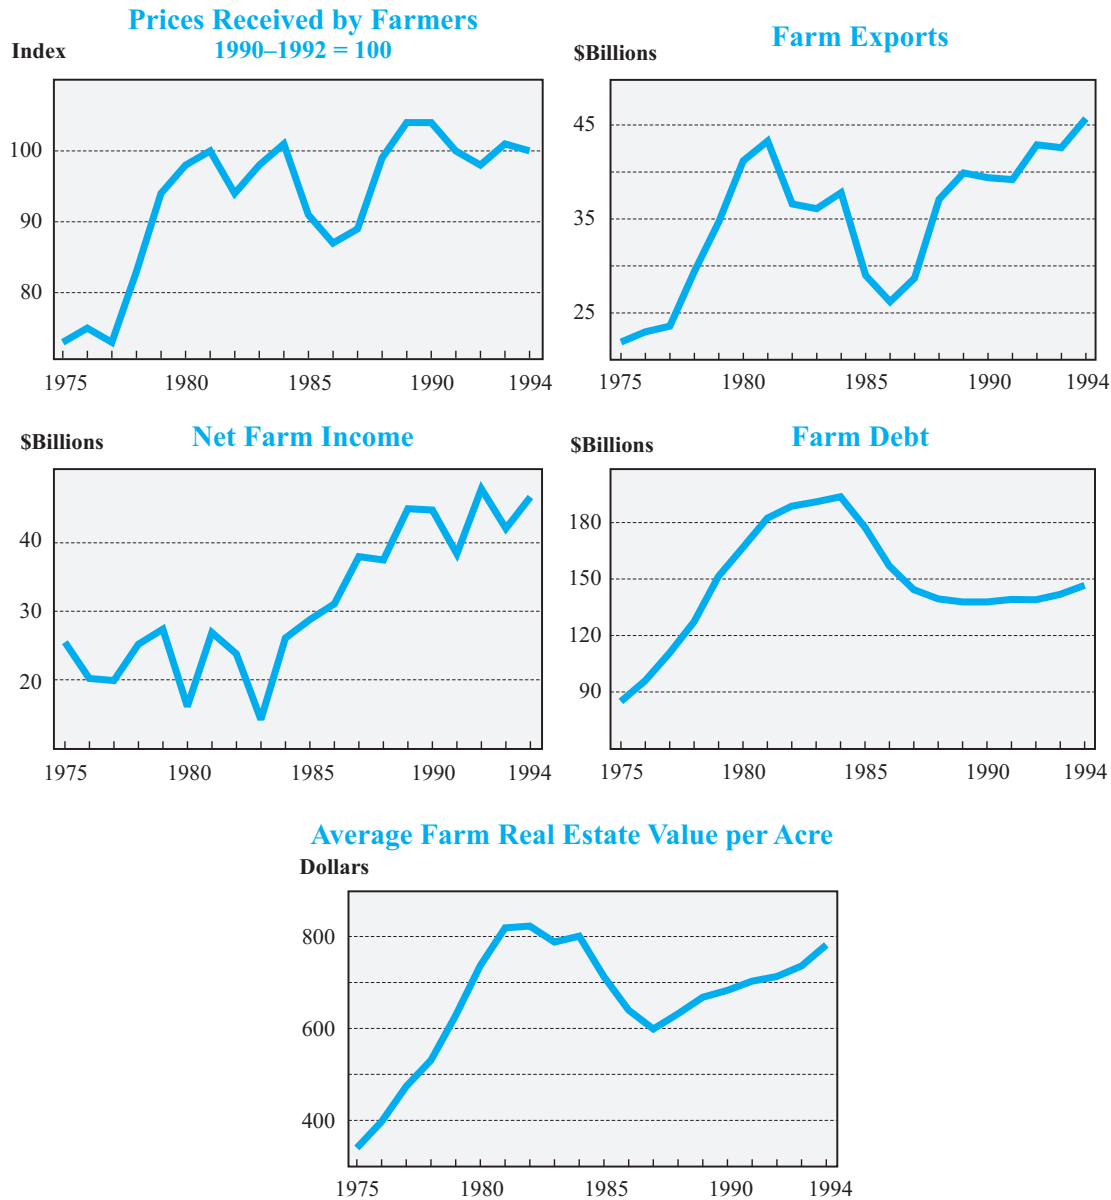 Prices Received by Farmers
1990–1992 = 100
Index
100
90
80
1975 1980 1985 1990 1994
Farm Exports
$Billions
45
35
25
1975 1980 1985 1990 1994
Net Farm Income
$Billions
40
30
20
1975 1980 1985 1990 1994
Farm Debt
$Billions
180
150
120
90
1975 1980 1985 1990 1994
Average Farm Real Estate Value per Acre
Dollars
800
600
400
1975 1980 1985 1990 1994